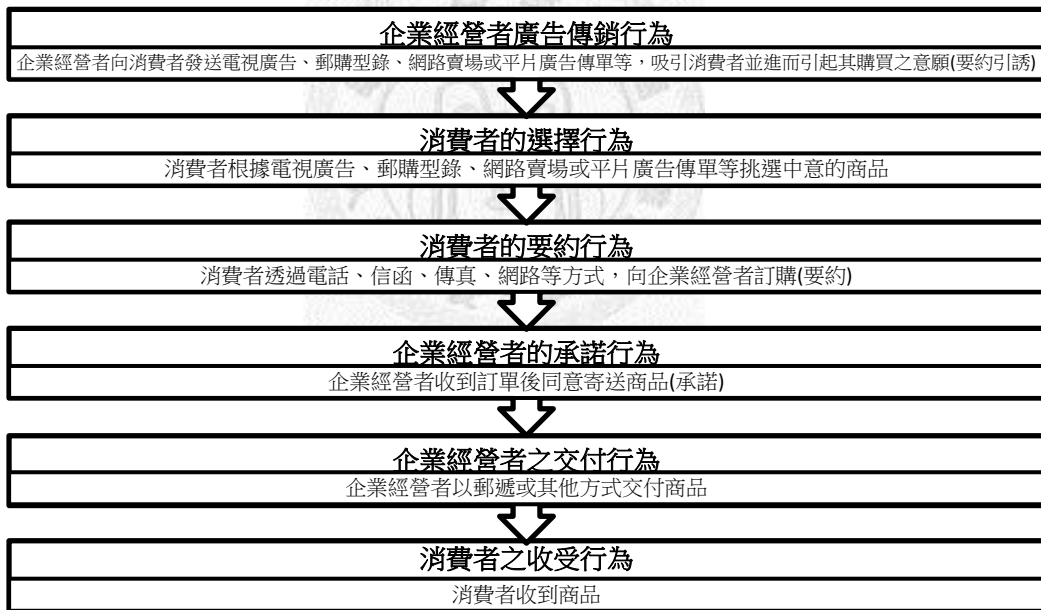 企業經營者廣告傳銷行為
企業經營者向消費者發送電視廣告、郵購型錄、網路賣場或平片廣告傳單等，吸引消費者並進而引起其購買之意願(要約引誘)
消費者的選擇行為
消費者根據電視廣告、郵購型錄、網路賣場或平片廣告傳單等挑選中意的商品
消費者的要約行為
消費者透過電話、信函、傳真、網路等方式，向企業經營者訂購(要約)
企業經營者的承諾行為
企業經營者收到訂單後同意寄送商品(承諾)
企業經營者之交付行為
企業經營者以郵遞或其他方式交付商品
消費者之收受行為
消費者收到商品